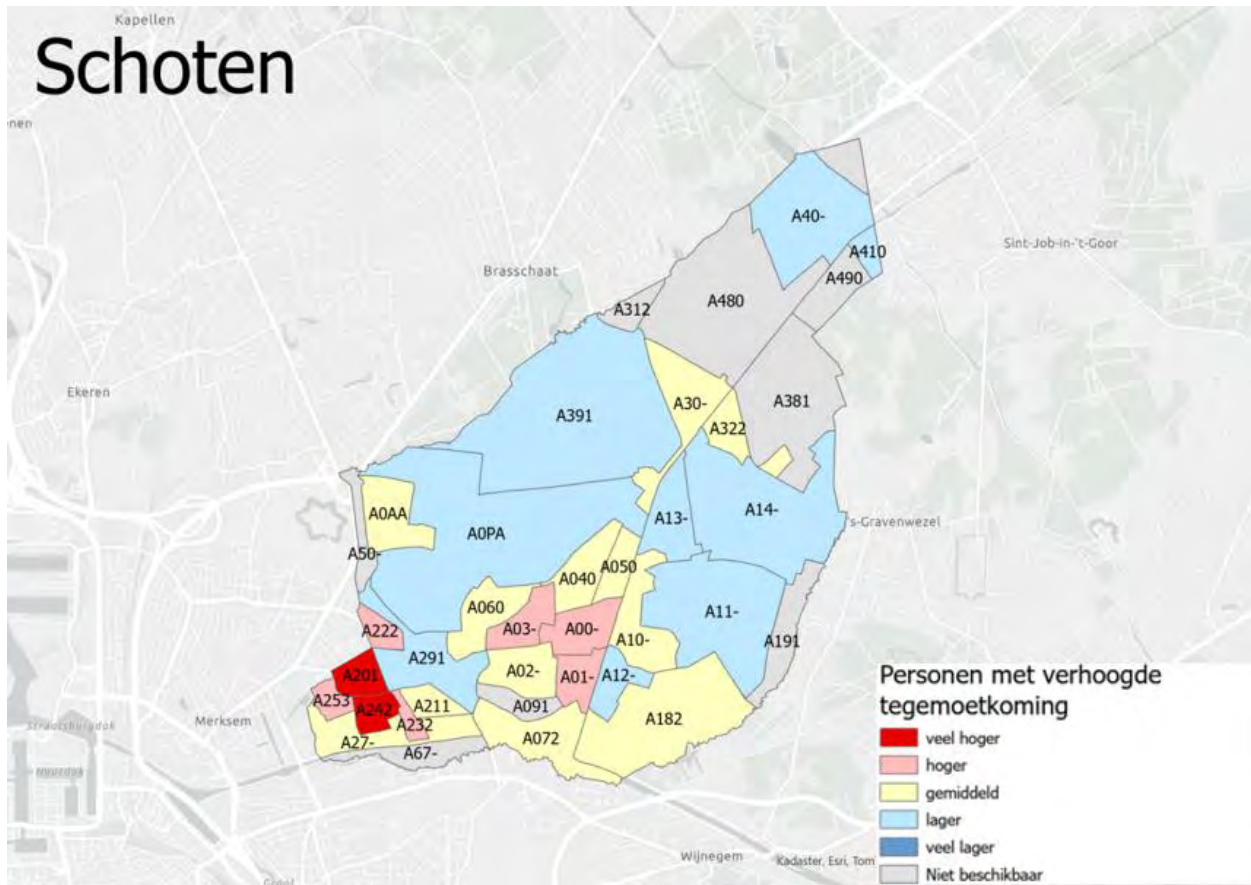 Kapellen
Schoten
nen
A40-
Sint-Job-in-'t-Goor
A410
Brasschaat
A490
A480
A312
Ekeren
A30-
A381
A391
A322
A0AA
A13-
A14-
's-Gravenwezel
A0PA
A50-
A040
A050
A060
A11-
A222
A03-
A00-
A10-
A191
A291
A201
A02-
A01-
A12-
Personen met verhoogde
tegemoetkoming
A253
A242
A211
A091
Merksem
Straatsburgdok
A232
A182
A27-
A072
veel hoger
A67-
hoger
gemiddeld
lager
veel lager
Wijnegem
Kadaster, Esri, Tom
Niet beschikbaar